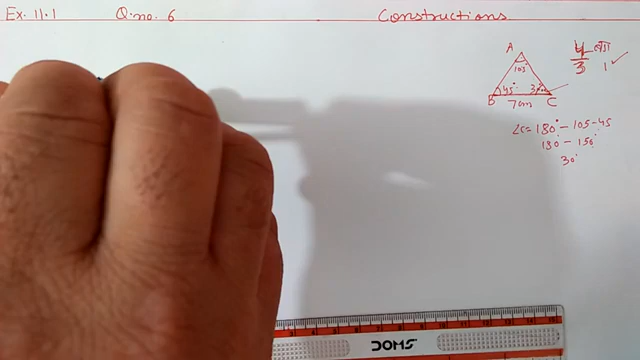 Ex. 11.1 Q. no. 6 Constructions
A
105°
B 45° 30° C
7cm
4
3
1 ✓
∠C = 180° - 105 - 45
180° - 150°
30°
DOMS